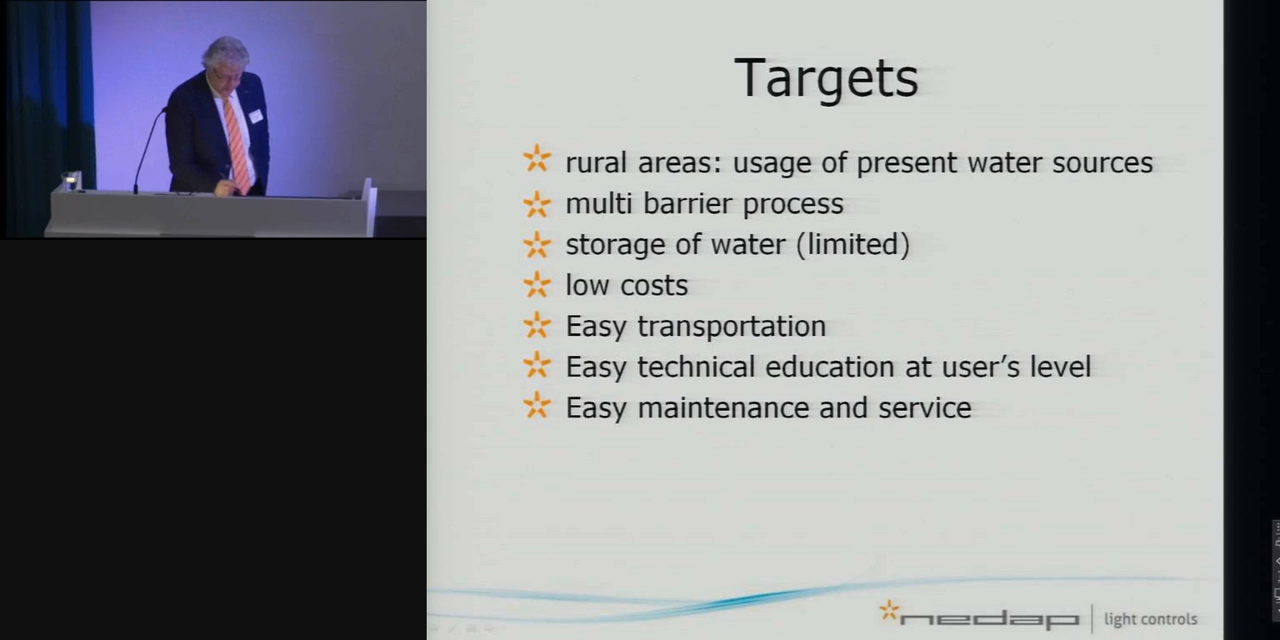 Targets
rural areas: usage of present water sources
multi barrier process
storage of water (limited)
low costs
Easy transportation
Easy technical education at user's level
Easy maintenance and service
nedap light controls